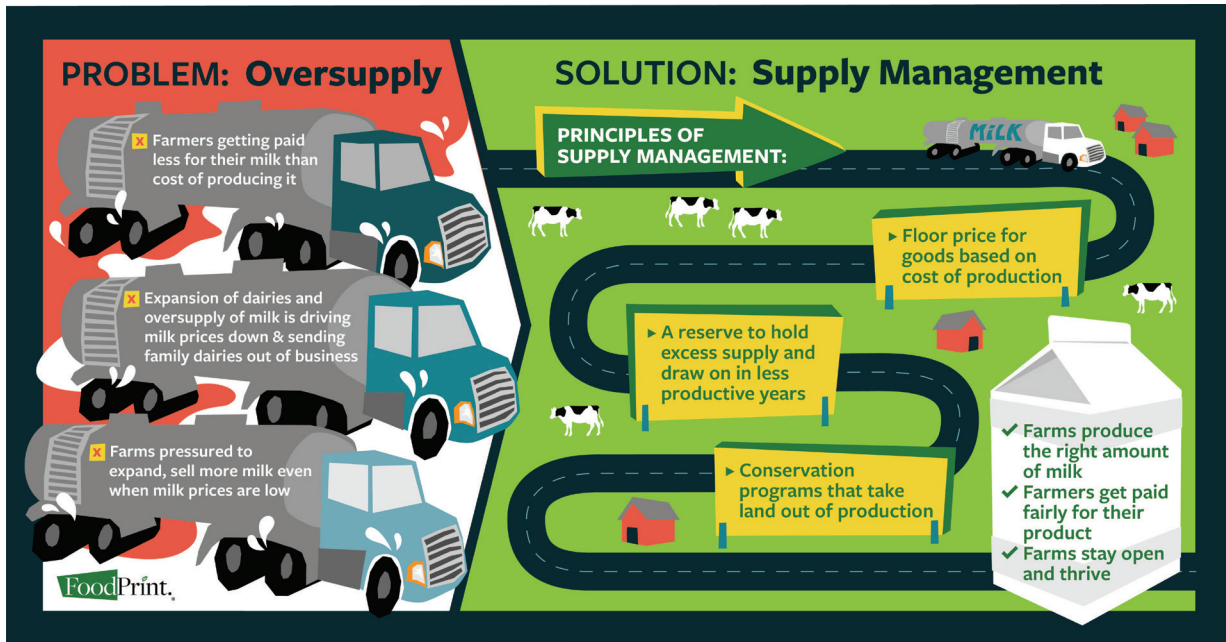 PROBLEM: Oversupply
x Farmers getting paid
less for their milk than
cost of producing it
x Expansion of dairies and
oversupply of milk is driving
milk prices down & sending
family dairies out of business
x Farms pressured to
expand, sell more milk even
when milk prices are low
FoodPrint.
SOLUTION: Supply Management
PRINCIPLES OF
SUPPLY MANAGEMENT:
MiLK
▸ Floor price for
goods based on
cost of production
▸ A reserve to hold
excess supply and
draw on in less
productive years
▸ Conservation
programs that take
land out of production
✓ Farms produce
the right amount
of milk
✓ Farmers get paid
fairly for their
product
✓ Farms stay open
and thrive